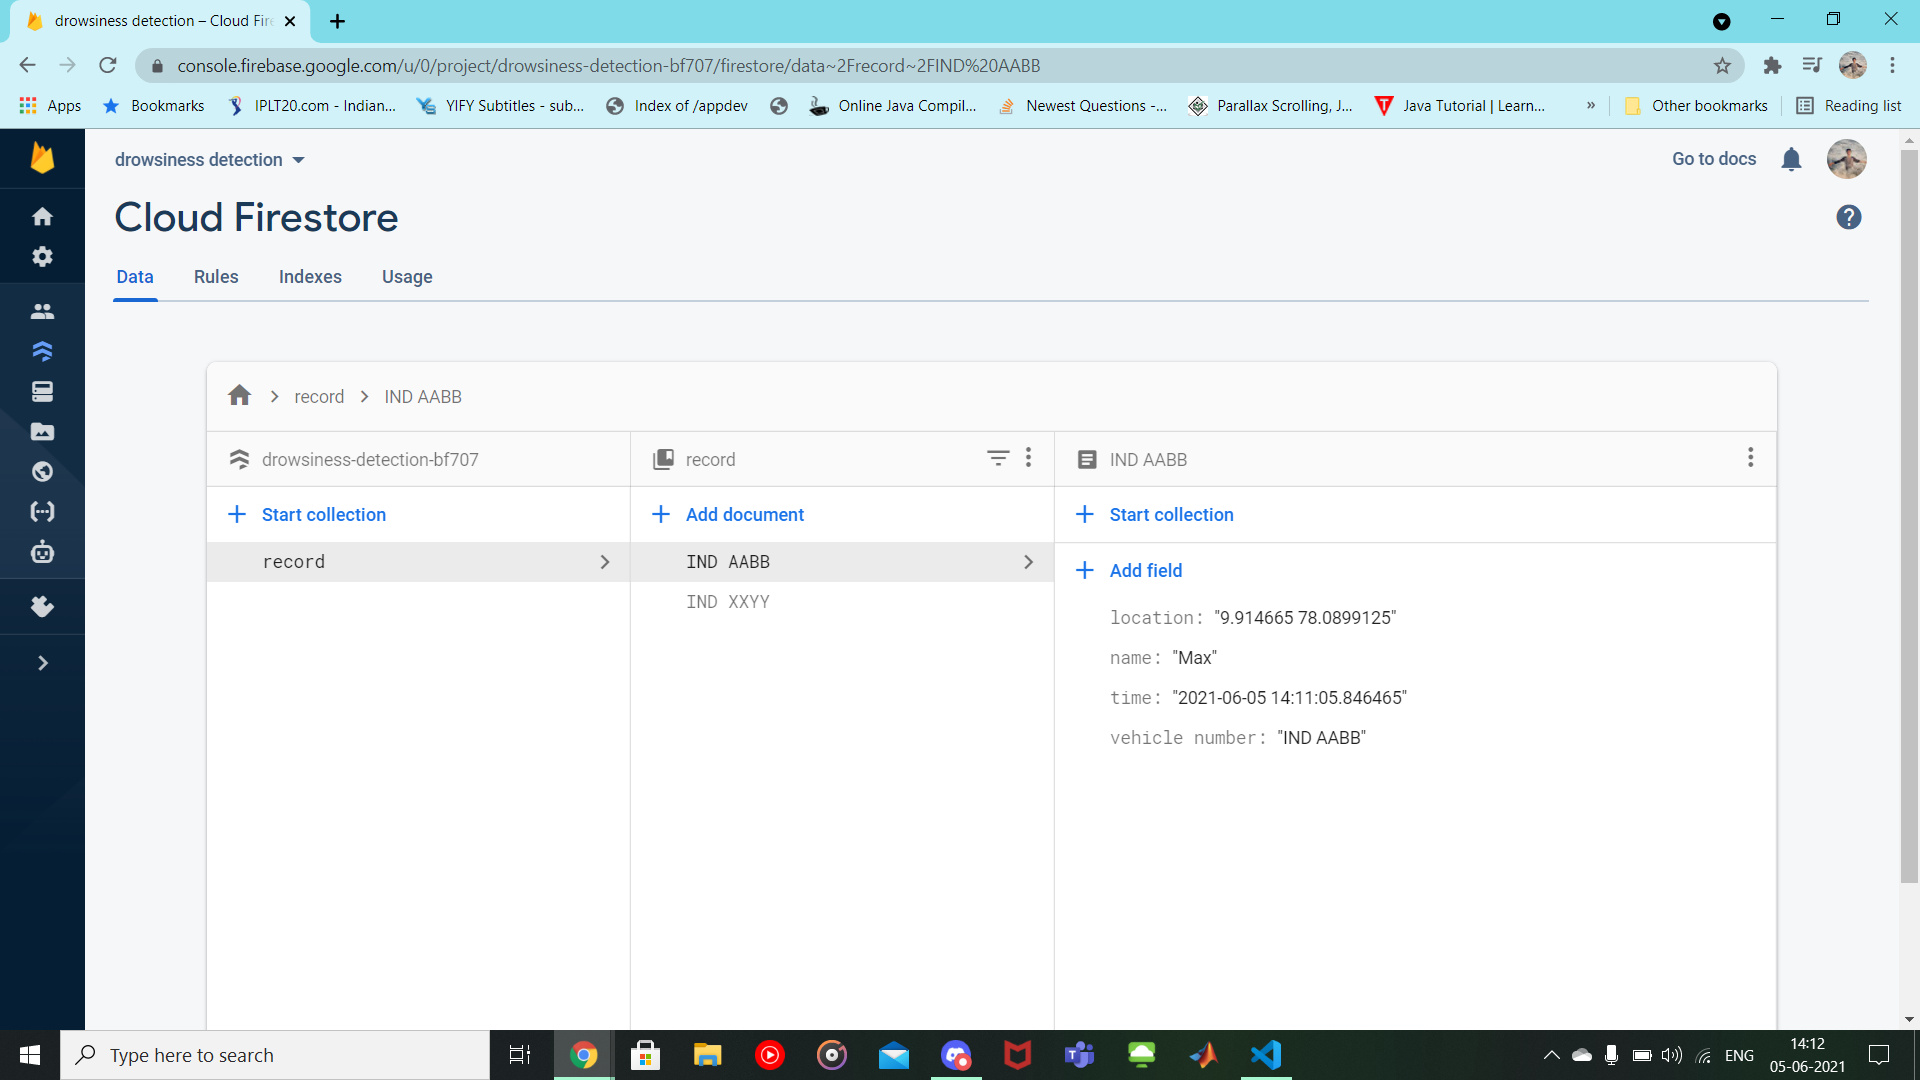 drowsiness detection – Cloud Fire
console.firebase.google.com/u/0/project/drowsiness-detection-bf707/firestore/data~2Frecord~2FIND%20AABB
Apps Bookmarks IPLT20.com - Indian... YIFY Subtitles - sub... Index of /appdev Online Java Compil... Newest Questions -... Parallax Scrolling, J... Java Tutorial | Learn... » Other bookmarks Reading list
drowsiness detection
Go to docs
Cloud Firestore
Data Rules Indexes Usage
record IND AABB
drowsiness-detection-bf707 record IND AABB
Start collection Add document Start collection
record IND AABB Add field
IND XXYY
location: "9.914665 78.0899125"
name: "Max"
time: "2021-06-05 14:11:05.846465"
vehicle number: "IND AABB"
Type here to search
ENG
14:12
05-06-2021